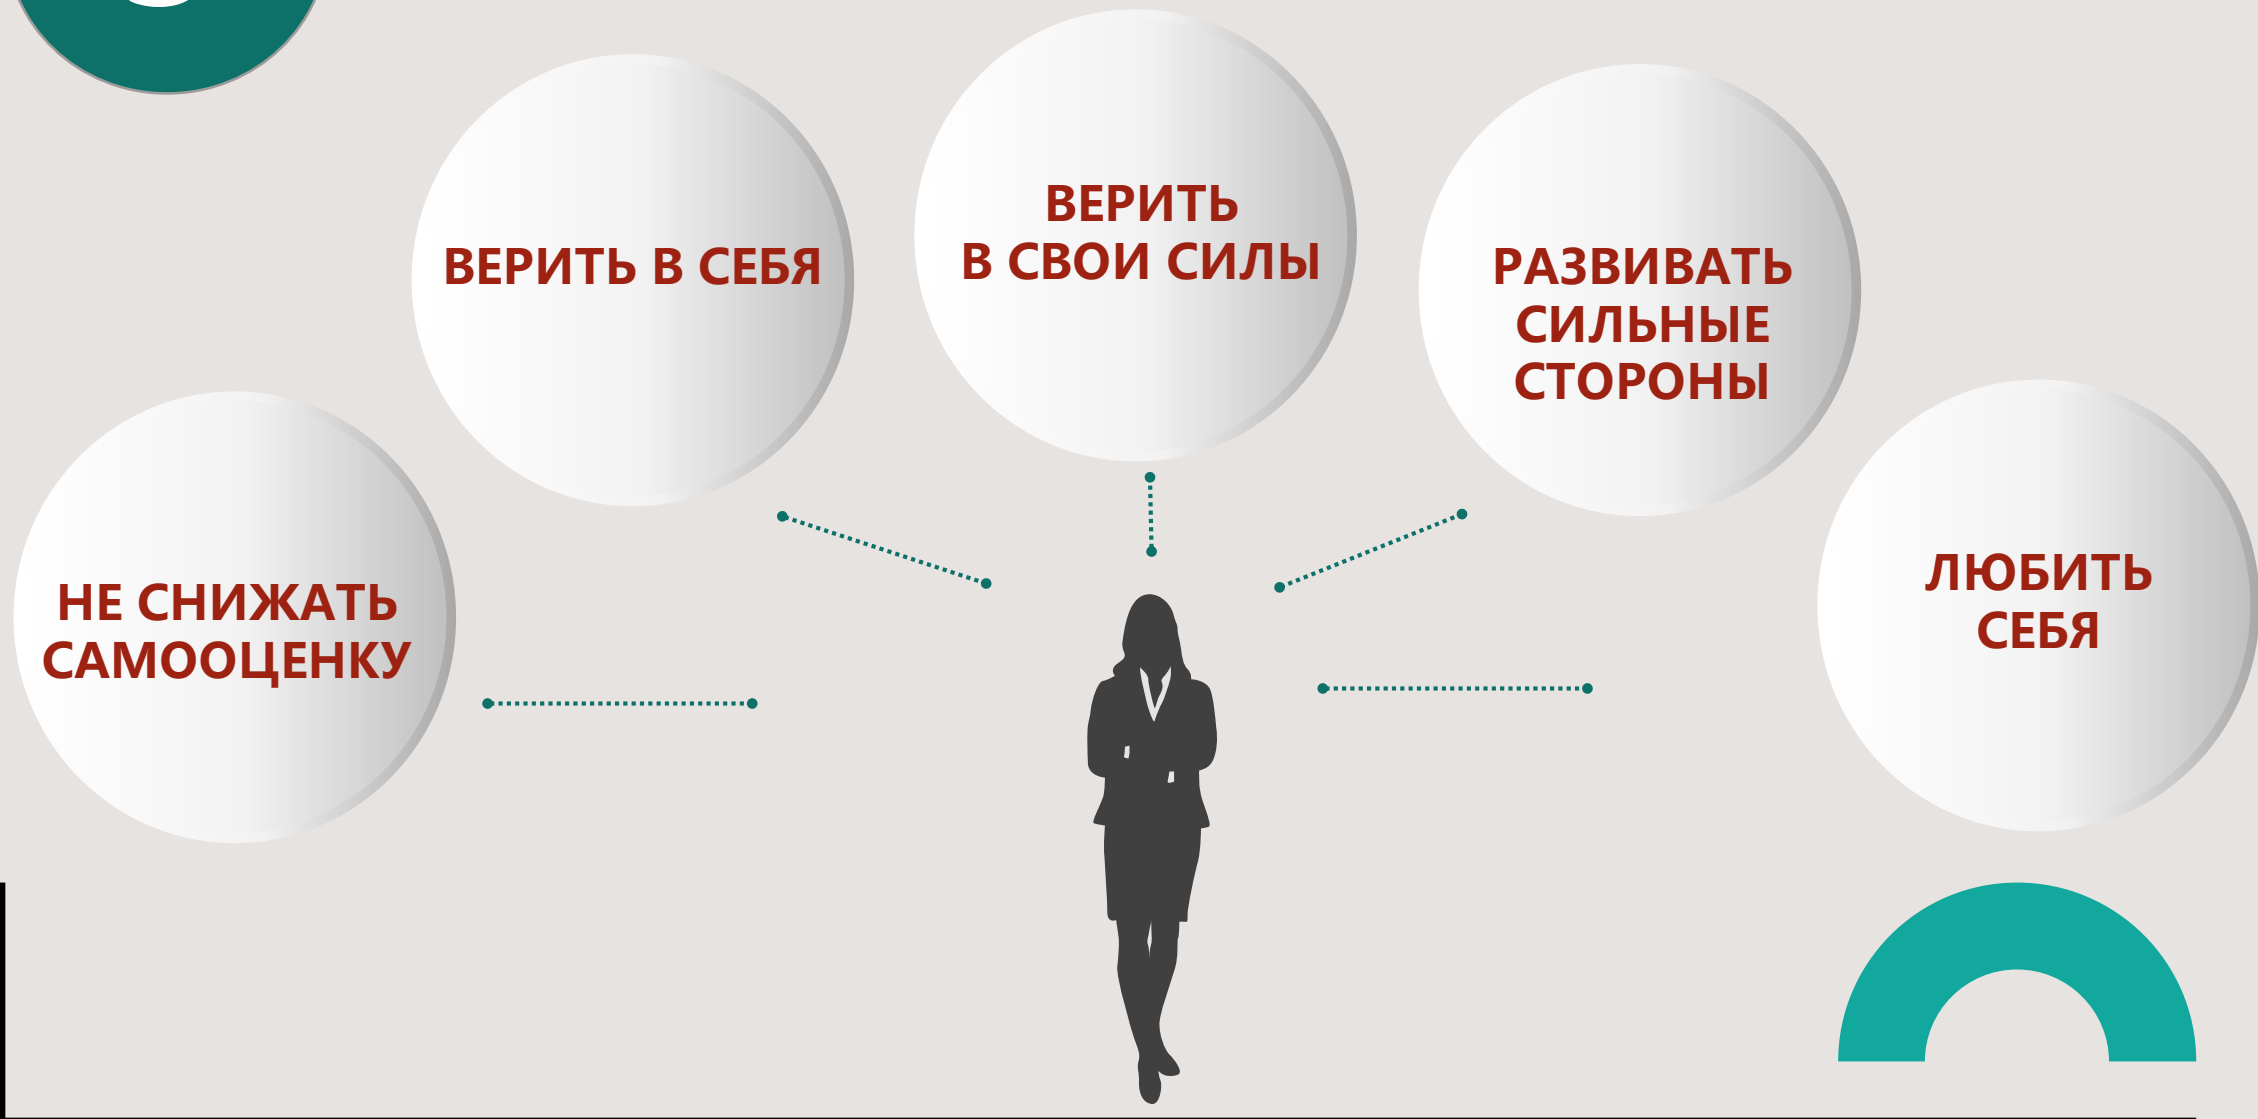 НЕ СНИЖАТЬ
САМООЦЕНКУ
ВЕРИТЬ В СЕБЯ
ВЕРИТЬ
В СВОИ СИЛЫ
РАЗВИВАТЬ
СИЛЬНЫЕ
СТОРОНЫ
ЛЮБИТЬ
СЕБЯ